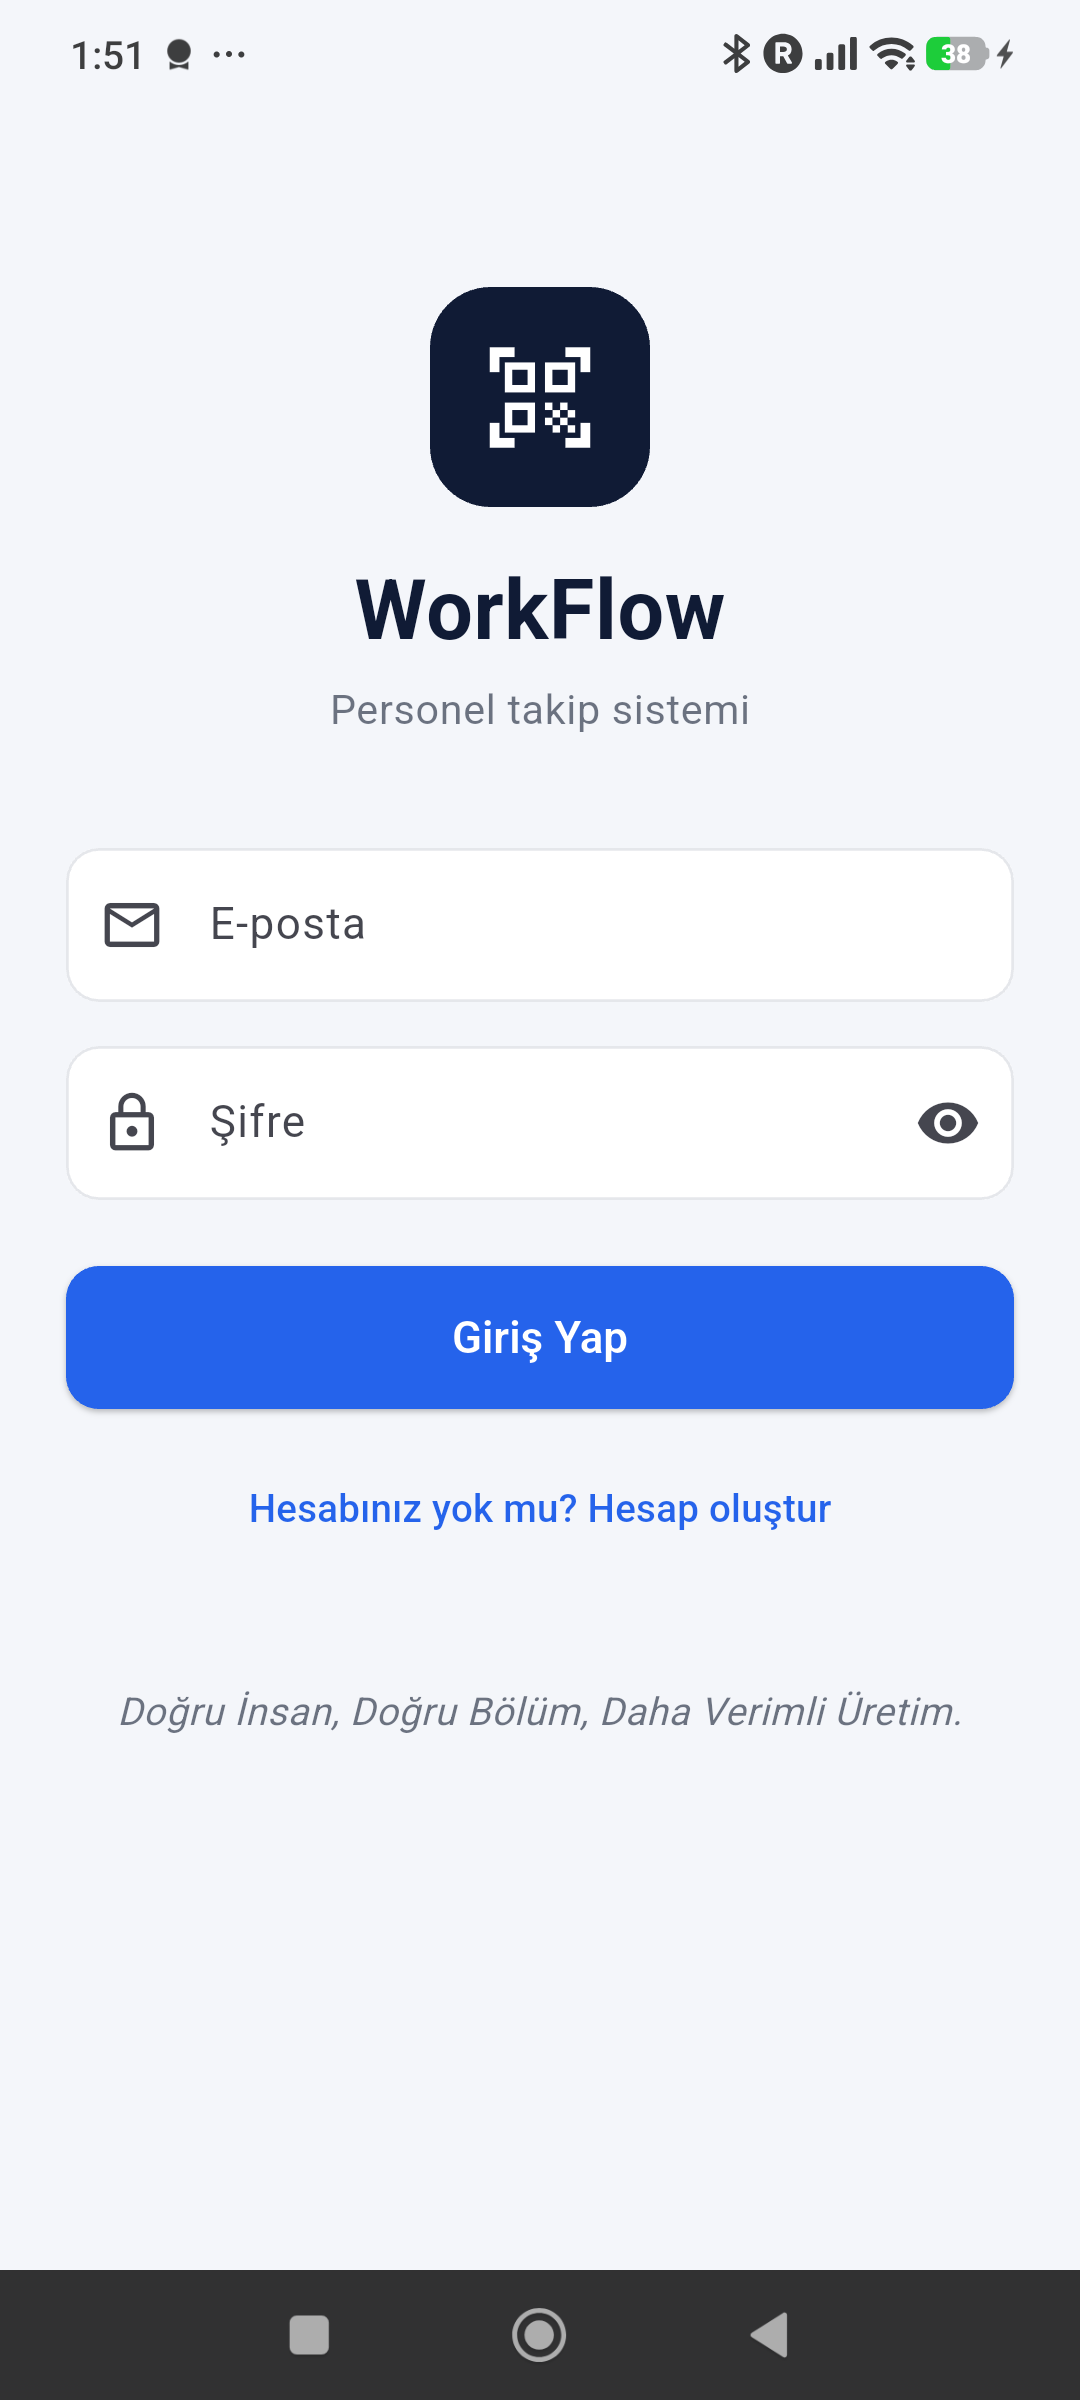 1:51
R
38
WorkFlow
Personel takip sistemi
E-posta
Şifre
Giriş Yap
Hesabınız yok mu? Hesap oluştur
Doğru İnsan, Doğru Bölüm, Daha Verimli Üretim.